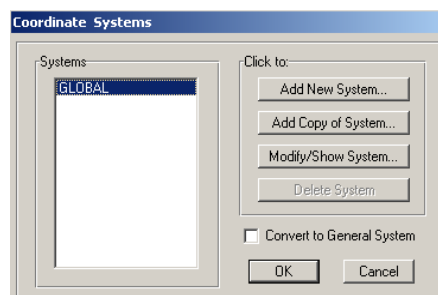 Coordinate Systems
Systems
GLOBAL
Click to:
Add New System...
Add Copy of System...
Modify/Show System...
Delete System
Convert to General System
OK
Cancel